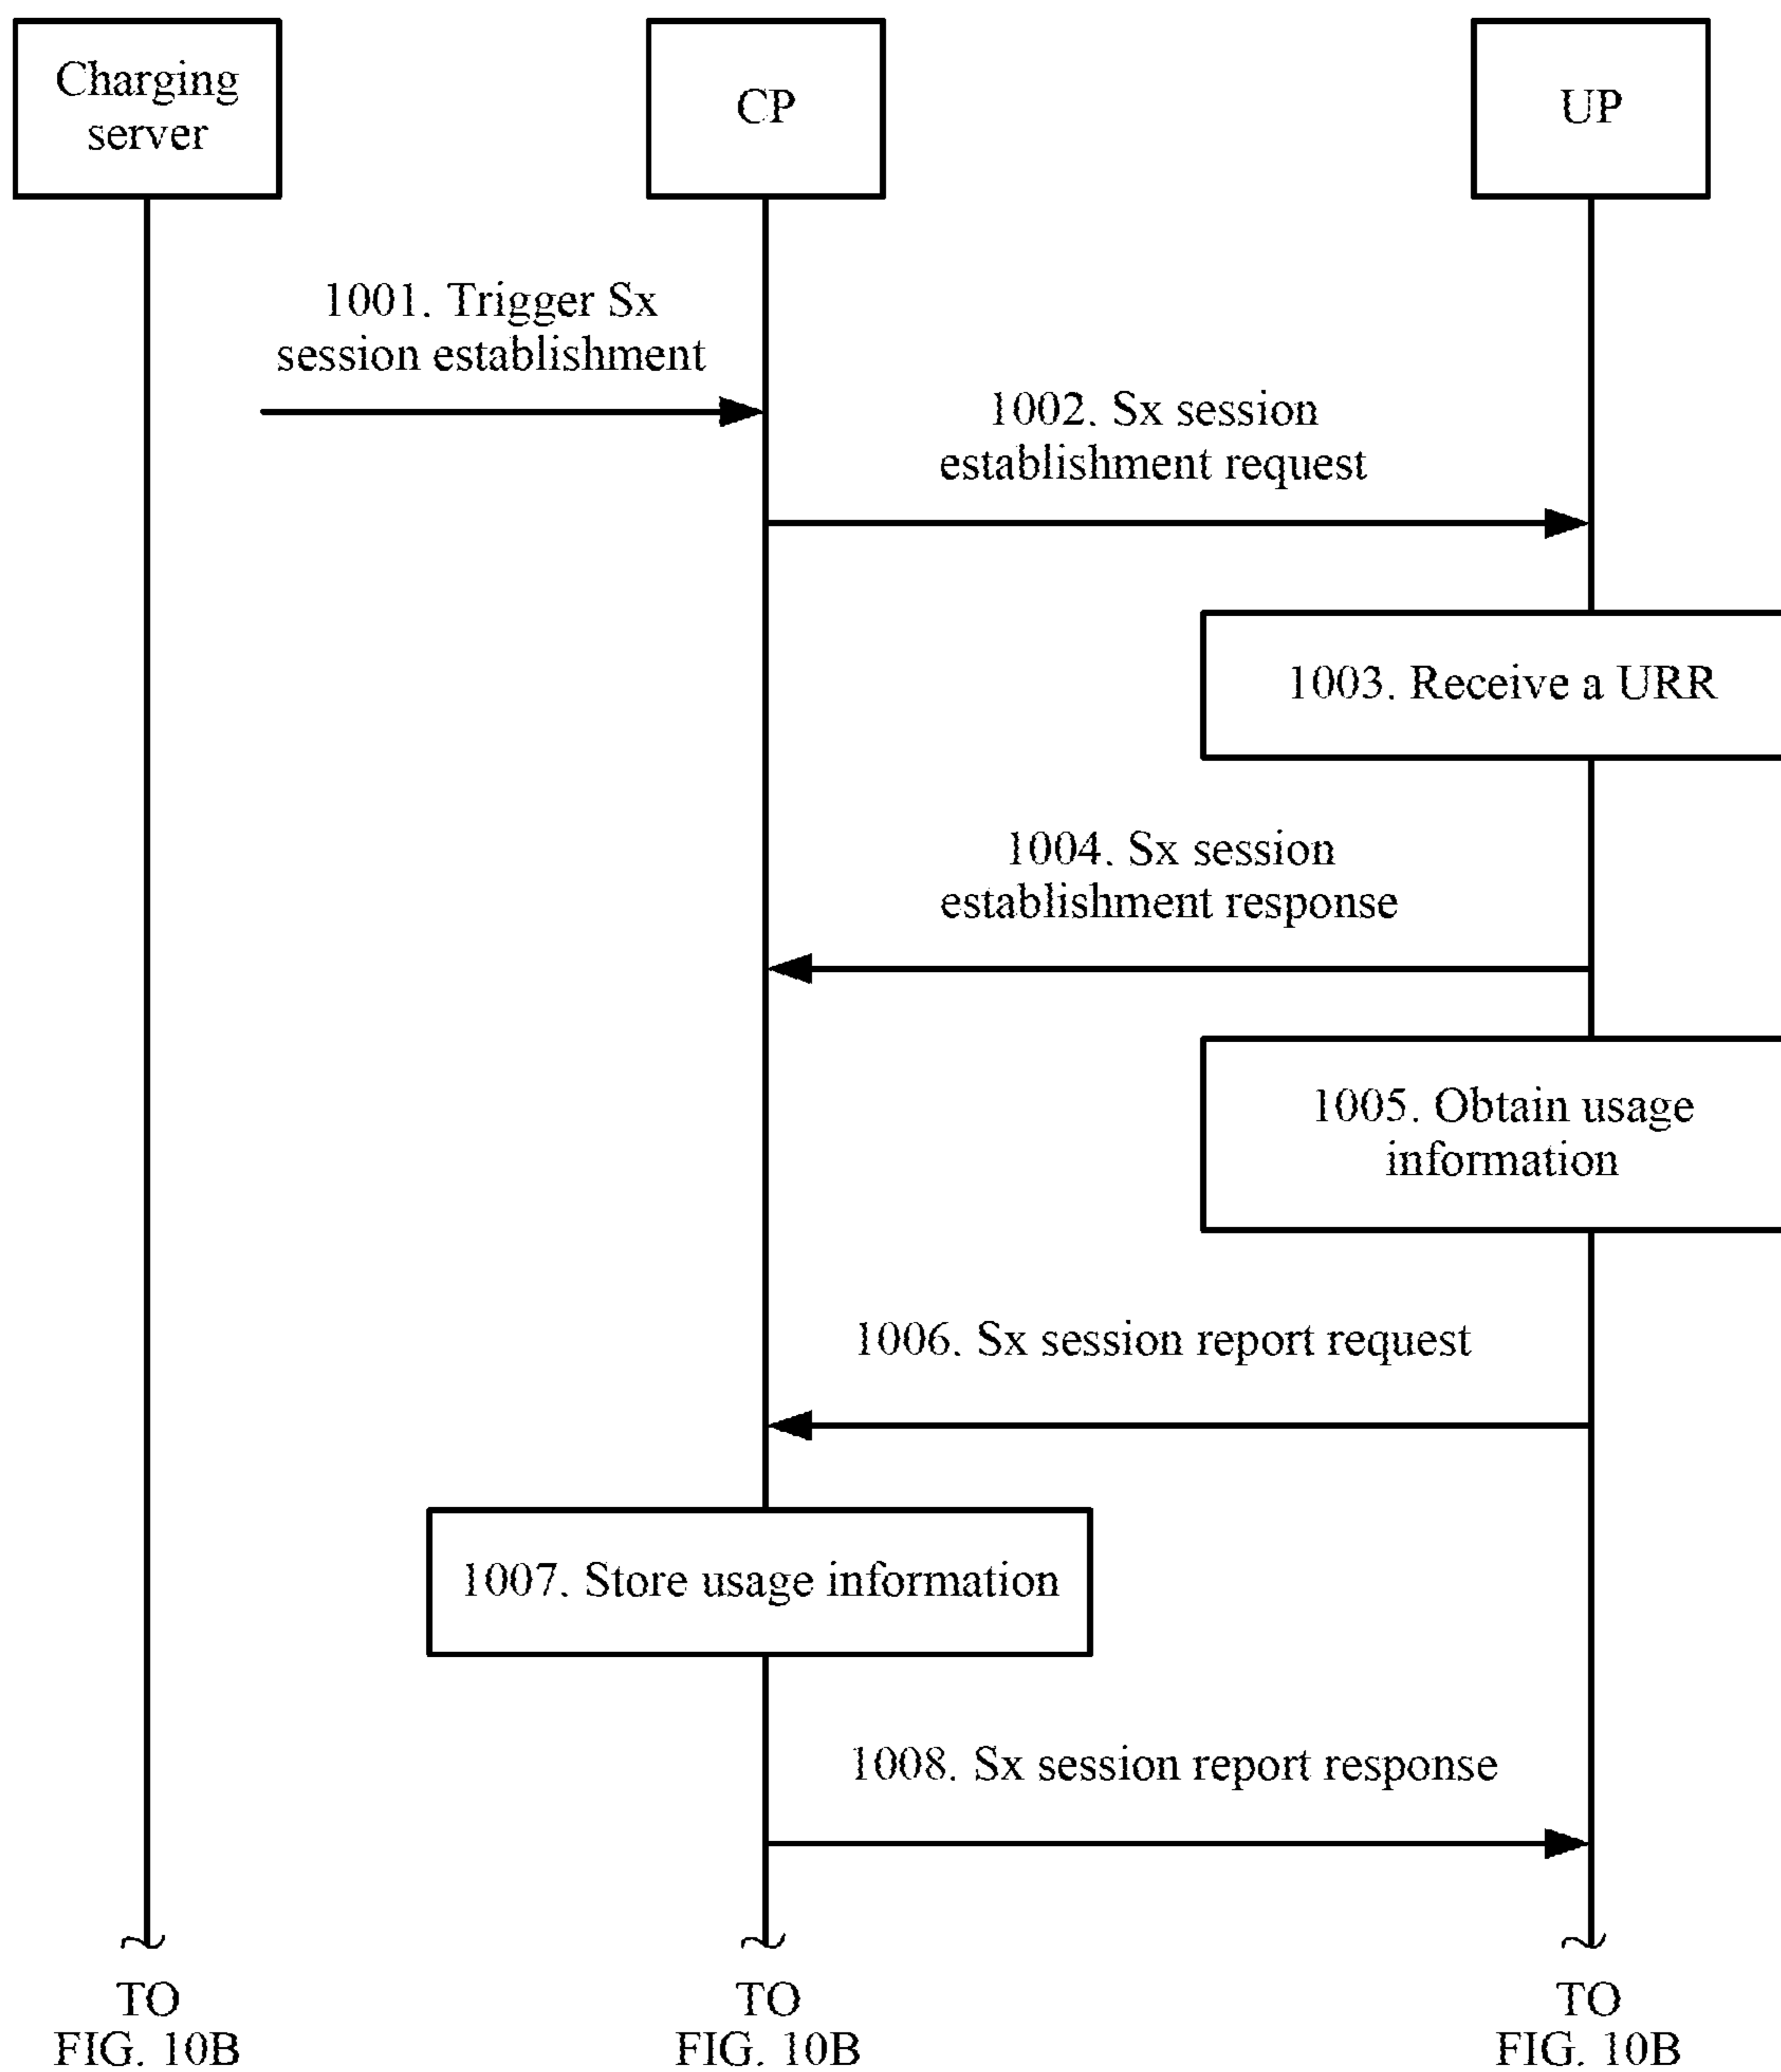 Charging
server
CP
UP
1001. Trigger Sx
session establishment
1002. Sx session
establishment request
1003. Receive a URR
1004. Sx session
establishment response
1005. Obtain usage
information
1006. Sx session report request
1007. Store usage information
1008. Sx session report response
TO
FIG. 10B
TO
FIG. 10B
TO
FIG. 10B